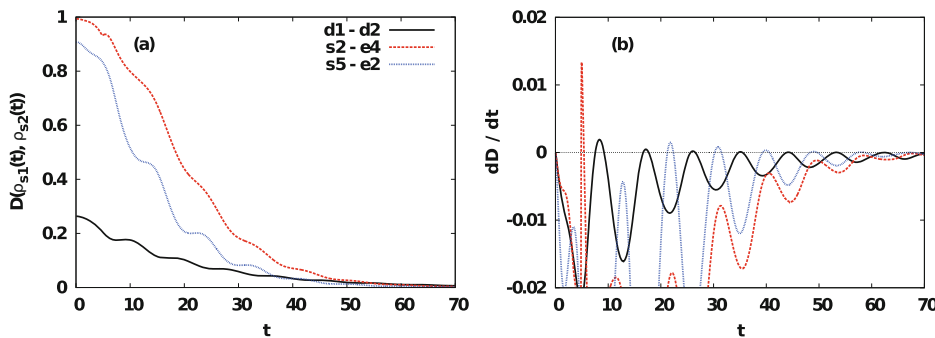 (a)
d1 - d2
s2 - e4
s5 - e2
D(ρs1(t), ρs2(t))
1
0.8
0.6
0.4
0.2
0
0 10 20 30 40 50 60 70
t
(b)
dD / dt
0.02
0.01
0
-0.01
-0.02
0 10 20 30 40 50 60 70
t